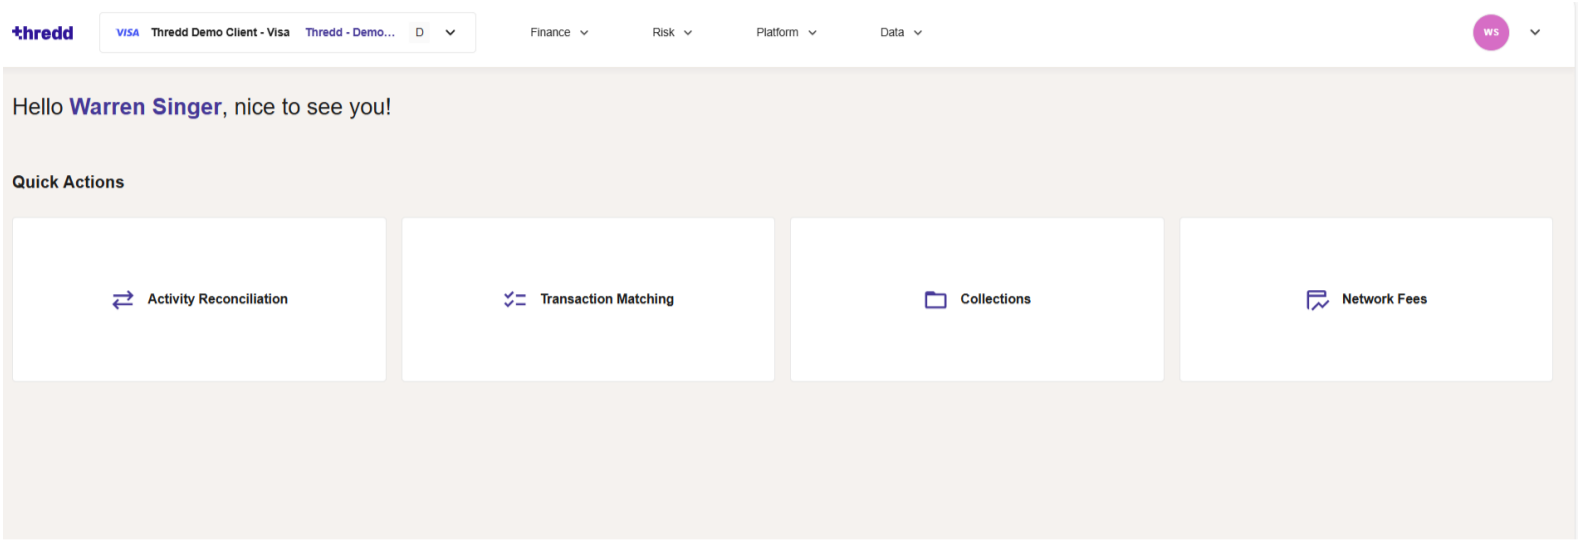 thredd VISA Thredd Demo Client - Visa Thredd - Demo... D Finance Risk Platform Data WS
Hello Warren Singer, nice to see you!
Quick Actions
Activity Reconciliation Transaction Matching Collections Network Fees